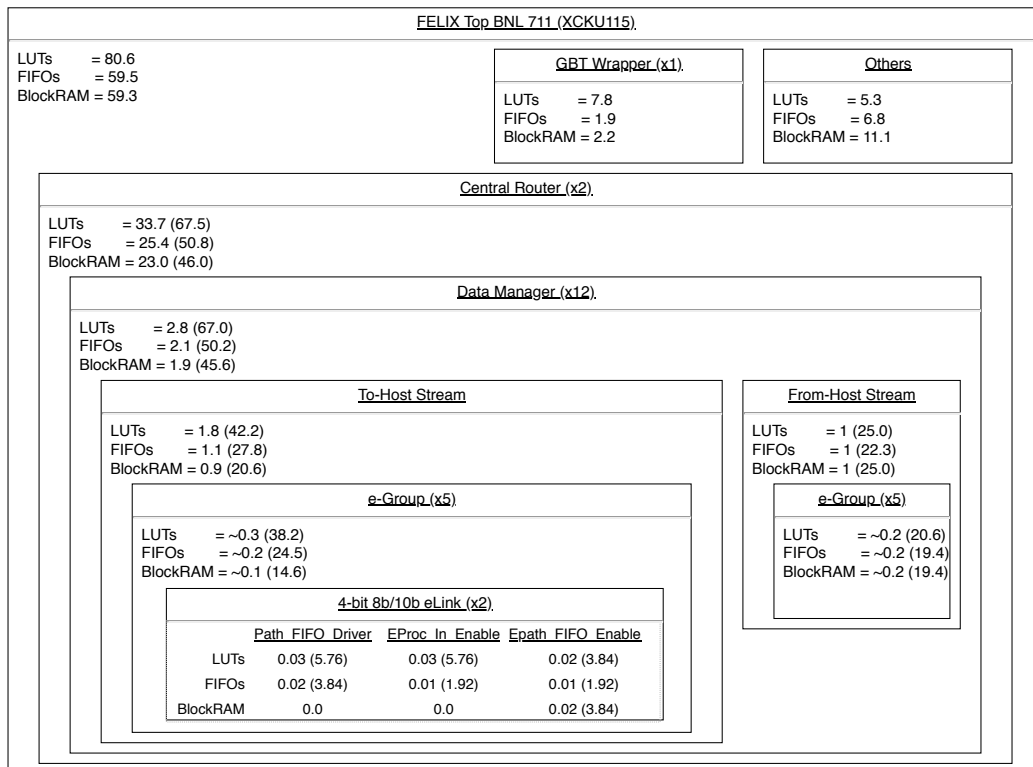 FELIX Top BNL 711 (XCKU115)
LUTs = 80.6
FIFOs = 59.5
BlockRAM = 59.3
GBT Wrapper (x1)
LUTs = 7.8
FIFOs = 1.9
BlockRAM = 2.2
Others
LUTs = 5.3
FIFOs = 6.8
BlockRAM = 11.1
Central Router (x2)
LUTs = 33.7 (67.5)
FIFOs = 25.4 (50.8)
BlockRAM = 23.0 (46.0)
Data Manager (x12)
LUTs = 2.8 (67.0)
FIFOs = 2.1 (50.2)
BlockRAM = 1.9 (45.6)
To-Host Stream
LUTs = 1.8 (42.2)
FIFOs = 1.1 (27.8)
BlockRAM = 0.9 (20.6)
e-Group (x5)
LUTs = ~0.3 (38.2)
FIFOs = ~0.2 (24.5)
BlockRAM = ~0.1 (14.6)
4-bit 8b/10b eLink (x2)
Path_FIFO_Driver EProc_In_Enable Epath_FIFO_Enable
LUTs 0.03 (5.76) 0.03 (5.76) 0.02 (3.84)
FIFOs 0.02 (3.84) 0.01 (1.92) 0.01 (1.92)
BlockRAM 0.0 0.0 0.02 (3.84)
From-Host Stream
LUTs = 1 (25.0)
FIFOs = 1 (22.3)
BlockRAM = 1 (25.0)
e-Group (x5)
LUTs = ~0.2 (20.6)
FIFOs = ~0.2 (19.4)
BlockRAM = ~0.2 (19.4)